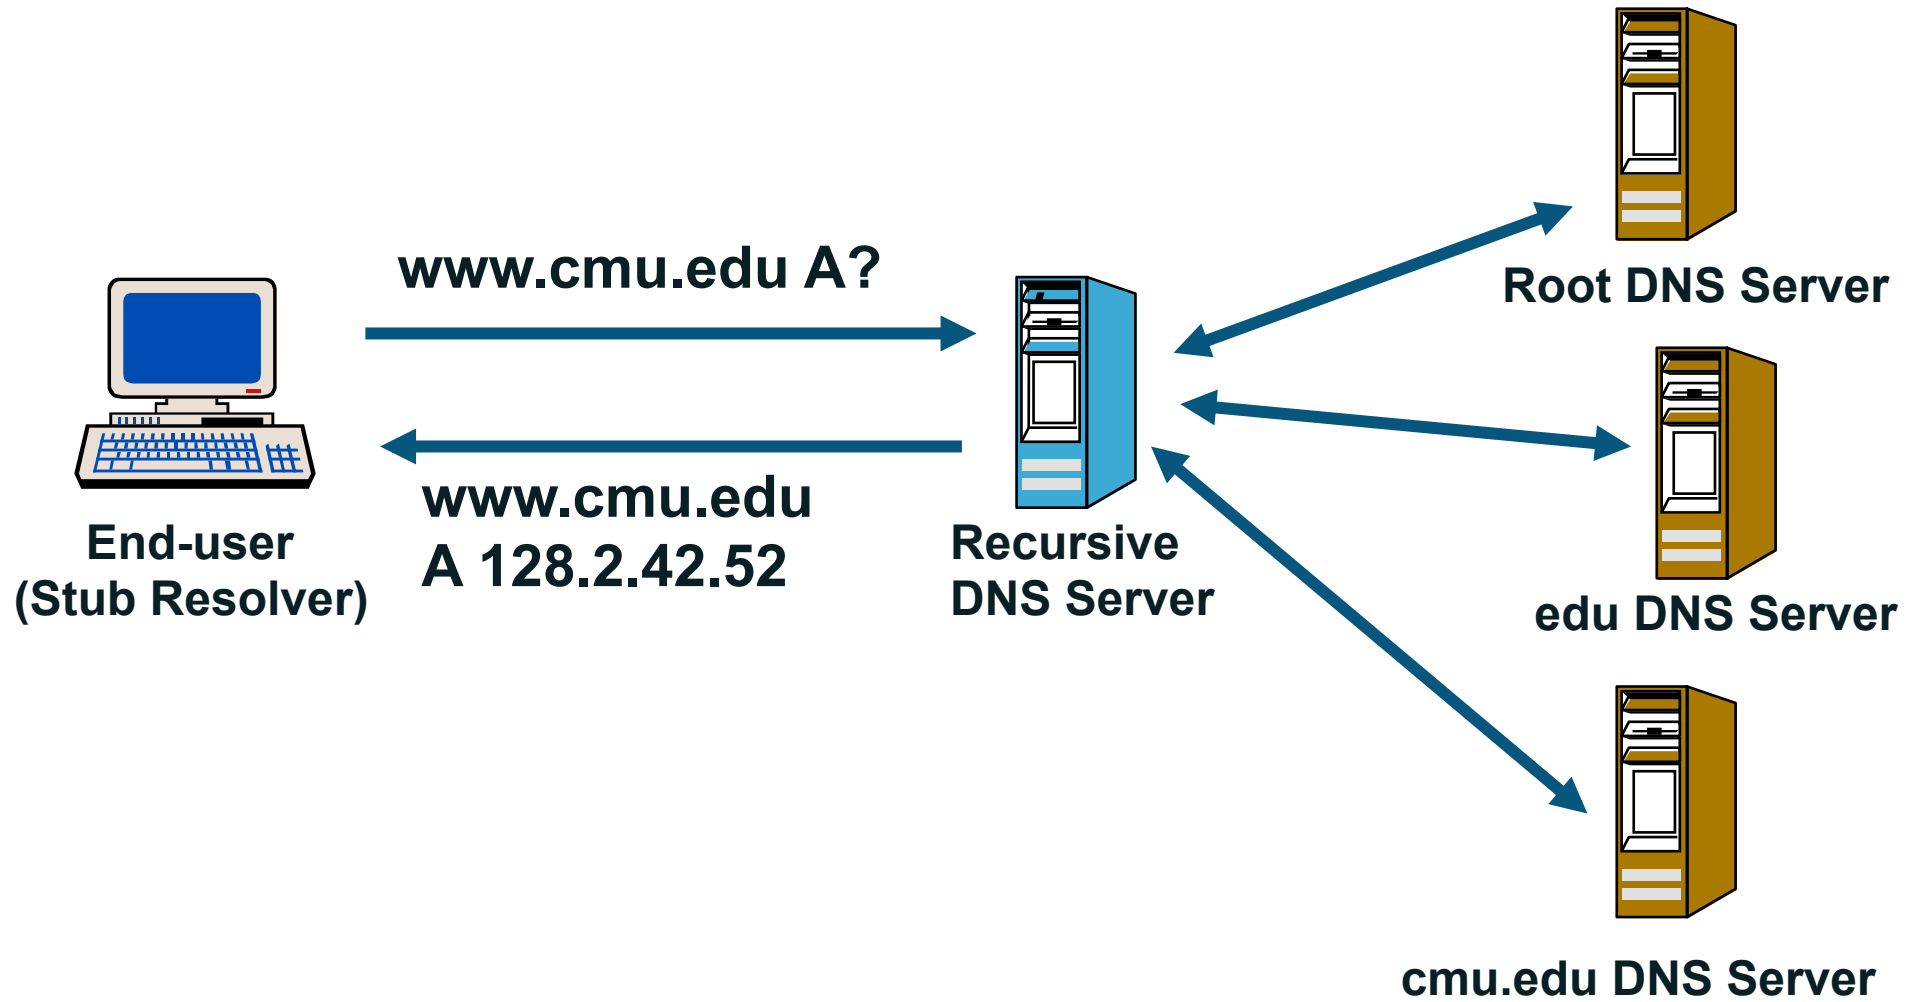 www.cmu.edu A?
www.cmu.edu
A 128.2.42.52
End-user
(Stub Resolver)
Recursive
DNS Server
Root DNS Server
edu DNS Server
cmu.edu DNS Server